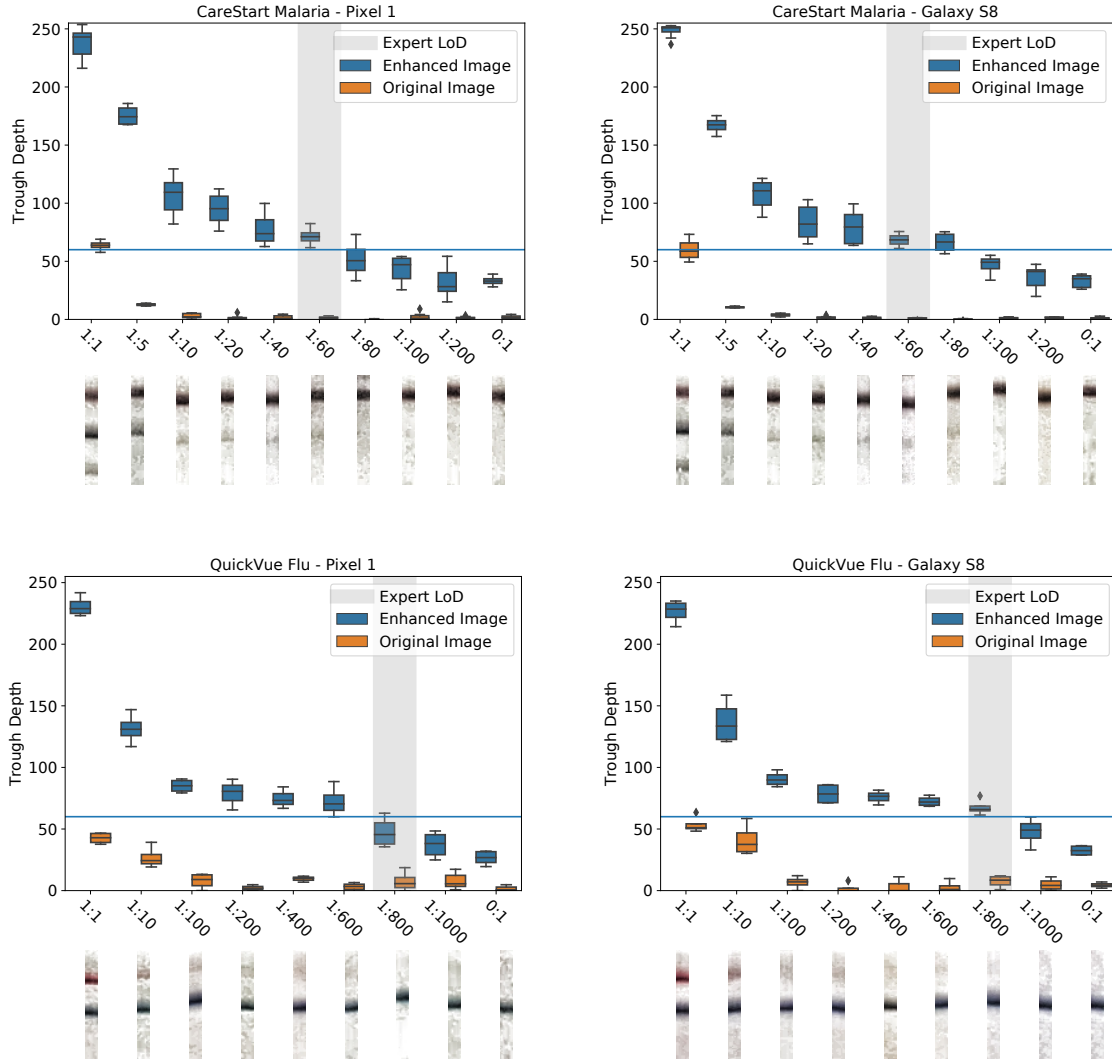 CareStart Malaria - Pixel 1
250
200
150
100
50
0
Trough Depth
Expert LoD
Enhanced Image
Original Image
1:1 1:5 1:10 1:20 1:40 1:60 1:80 1:100 1:200 0:1
CareStart Malaria - Galaxy S8
250
200
150
100
50
0
Trough Depth
Expert LoD
Enhanced Image
Original Image
1:1 1:5 1:10 1:20 1:40 1:60 1:80 1:100 1:200 0:1
QuickVue Flu - Pixel 1
250
200
150
100
50
0
Trough Depth
Expert LoD
Enhanced Image
Original Image
1:1 1:10 1:100 1:200 1:400 1:600 1:800 1:1000 0:1
QuickVue Flu - Galaxy S8
250
200
150
100
50
0
Trough Depth
Expert LoD
Enhanced Image
Original Image
1:1 1:10 1:100 1:200 1:400 1:600 1:800 1:1000 0:1